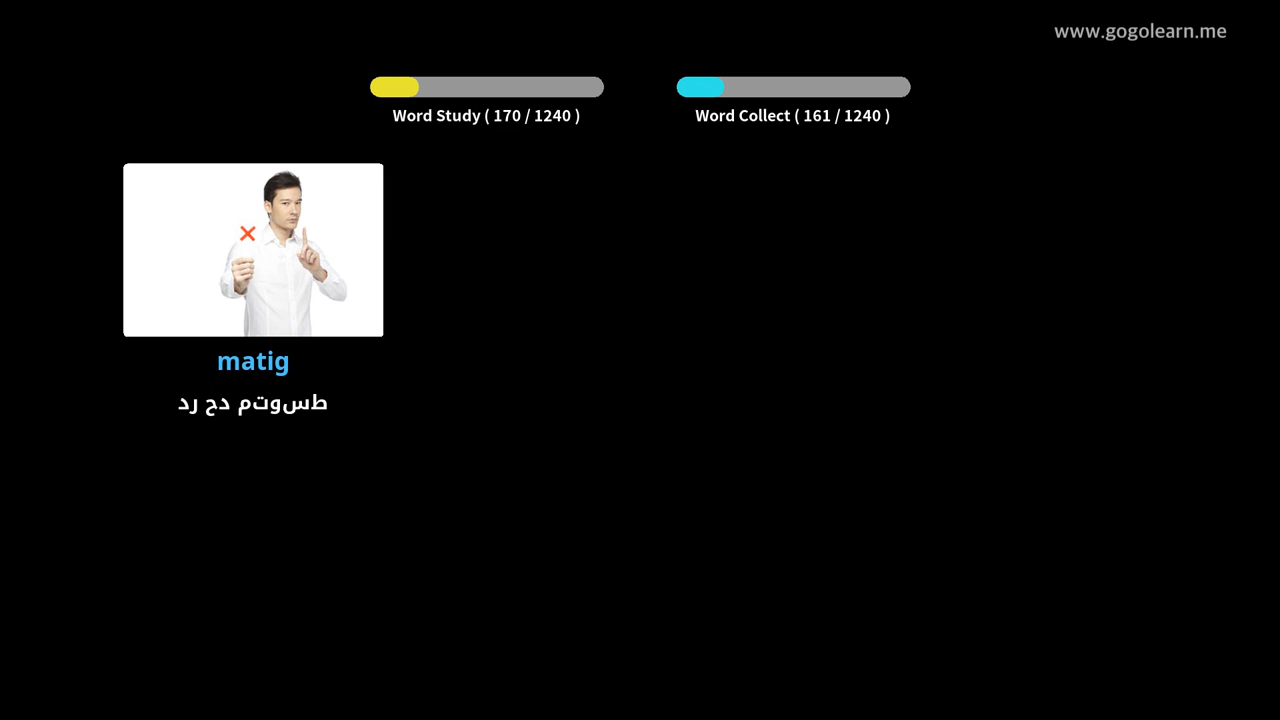 www.gogolearn.me
Word Study ( 170 / 1240 )
Word Collect ( 161 / 1240 )
matig
طسوتم دح رد